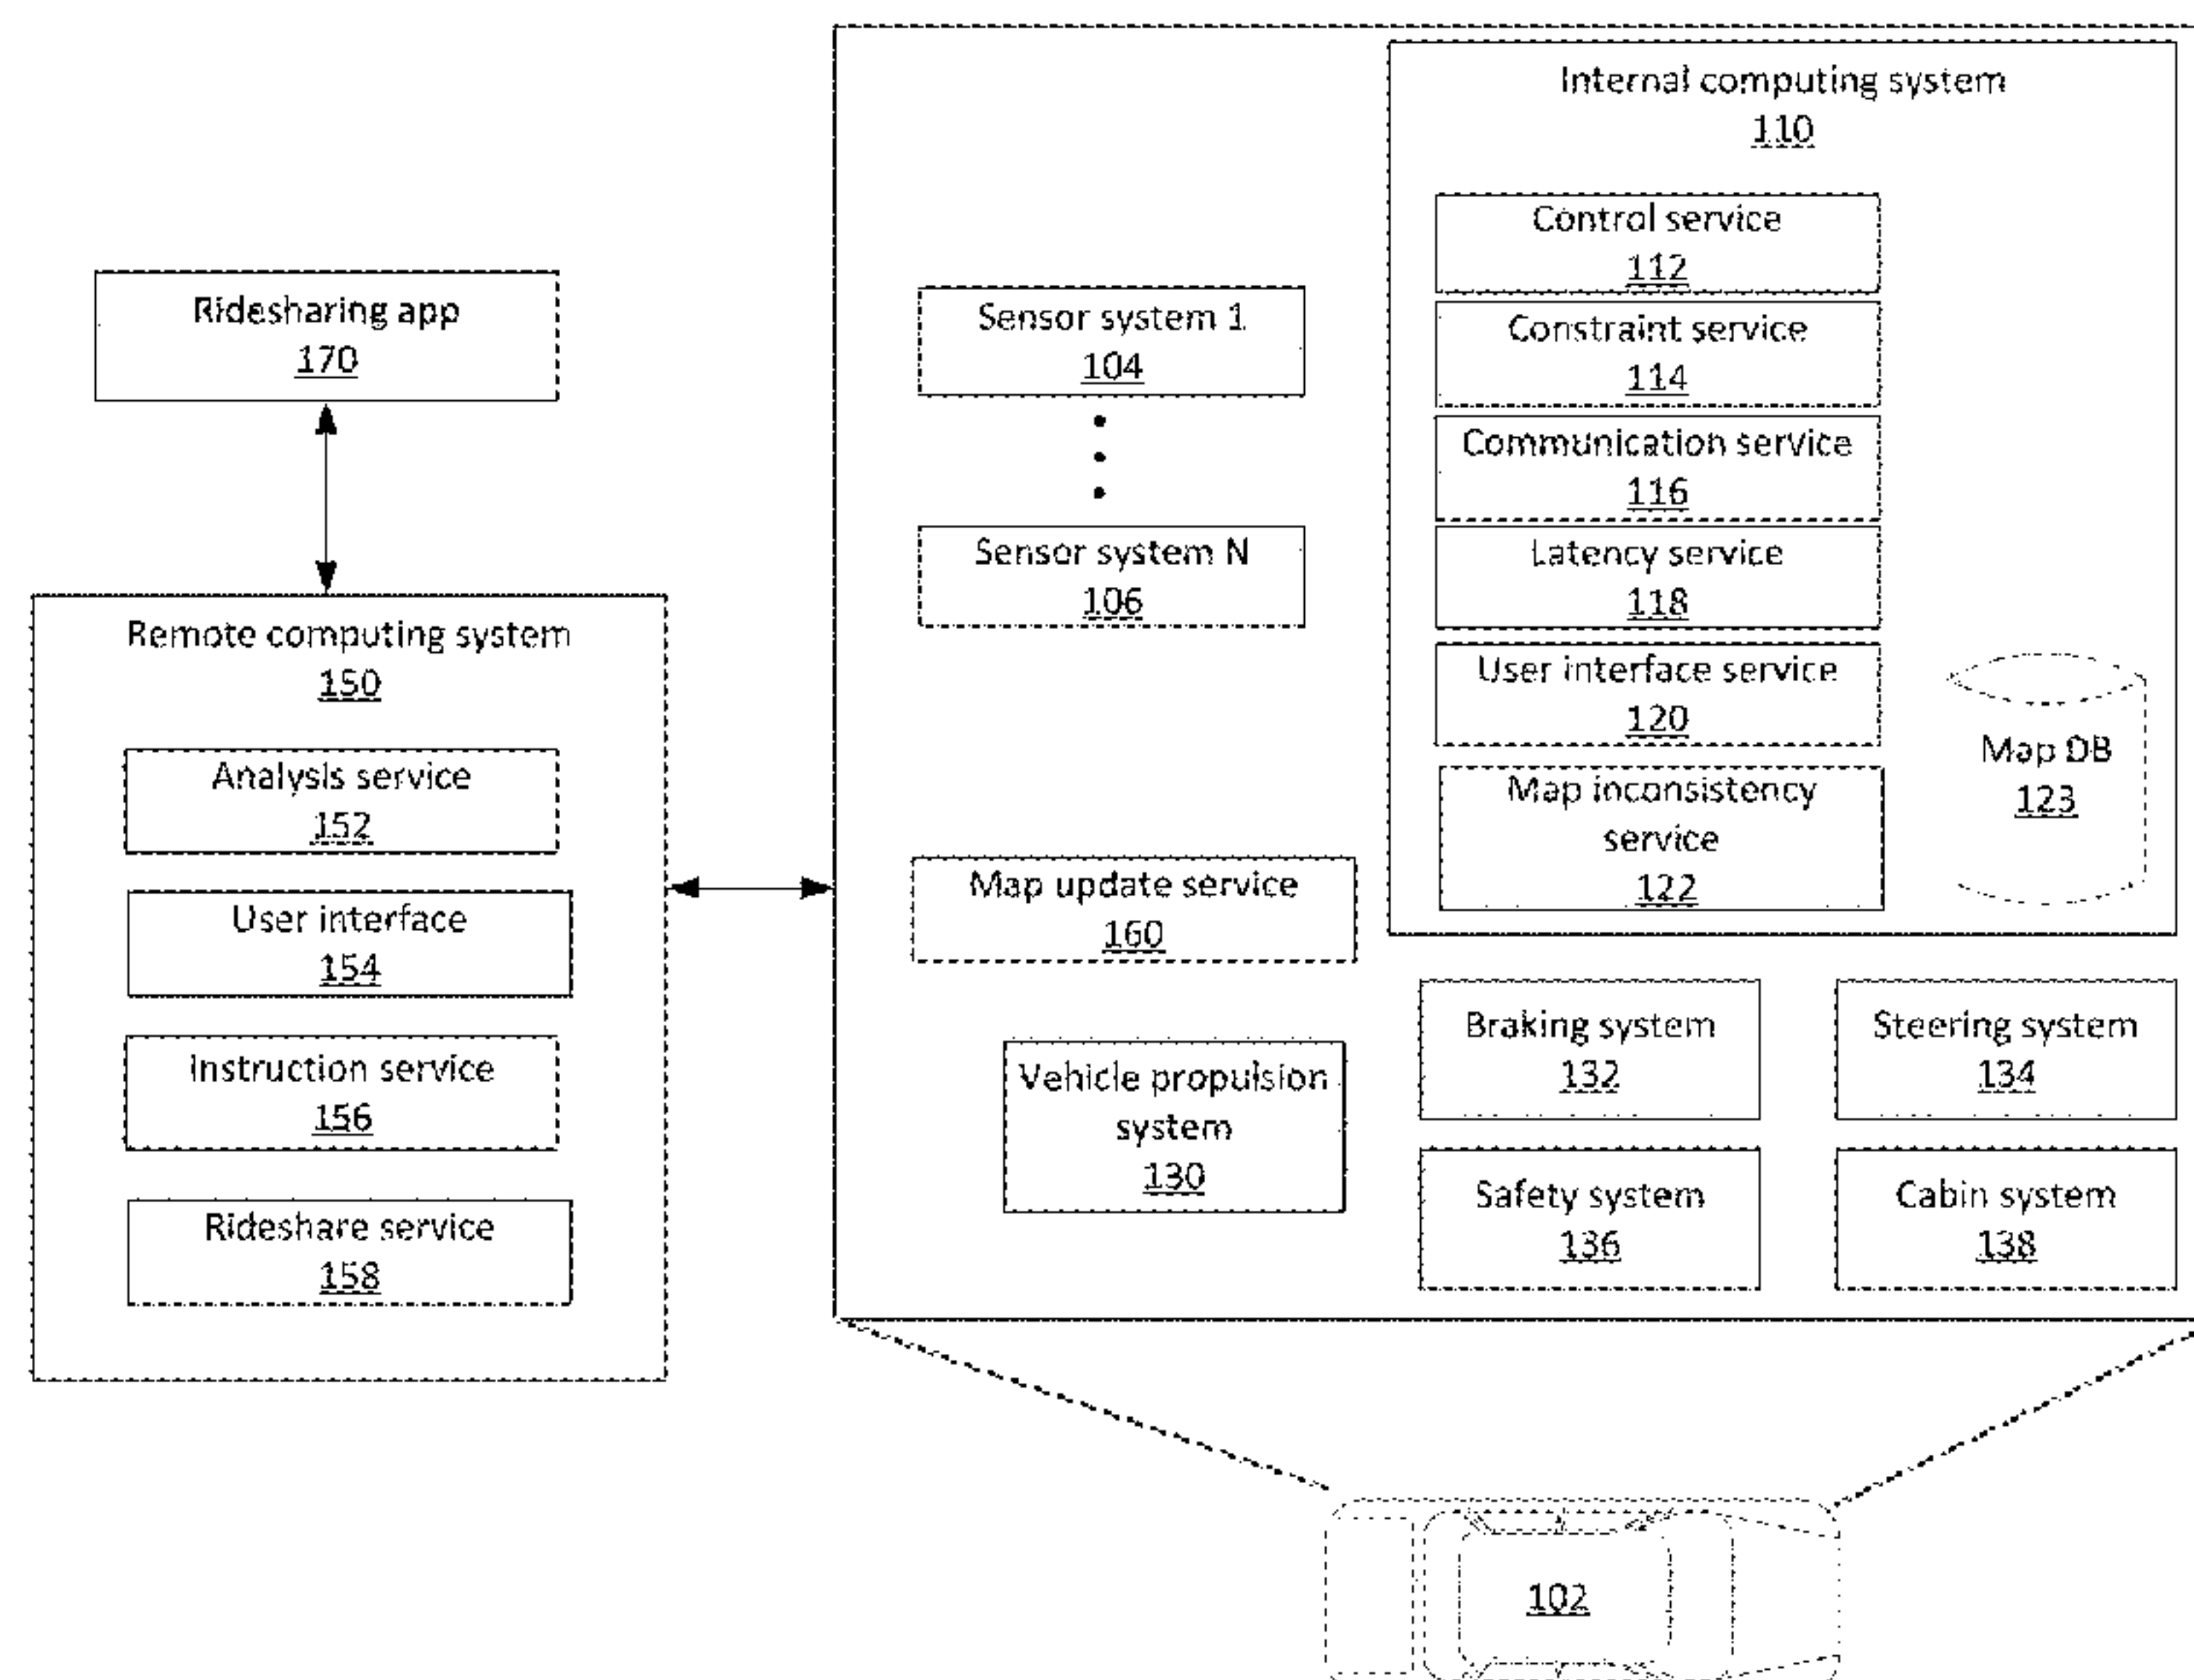 Ridesharing app
170
Remote computing system
150
Analysis service
152
User interface
154
Instruction service
156
Rideshare service
158
Sensor system 1
104
Sensor system N
106
Map update service
160
Vehicle propulsion
system
130
Internal computing system
110
Control service
112
Constraint service
114
Communication service
116
Latency service
118
User interface service
120
Map inconsistency
service
122
Map DB
123
Braking system
132
Steering system
134
Safety system
136
Cabin system
138
102